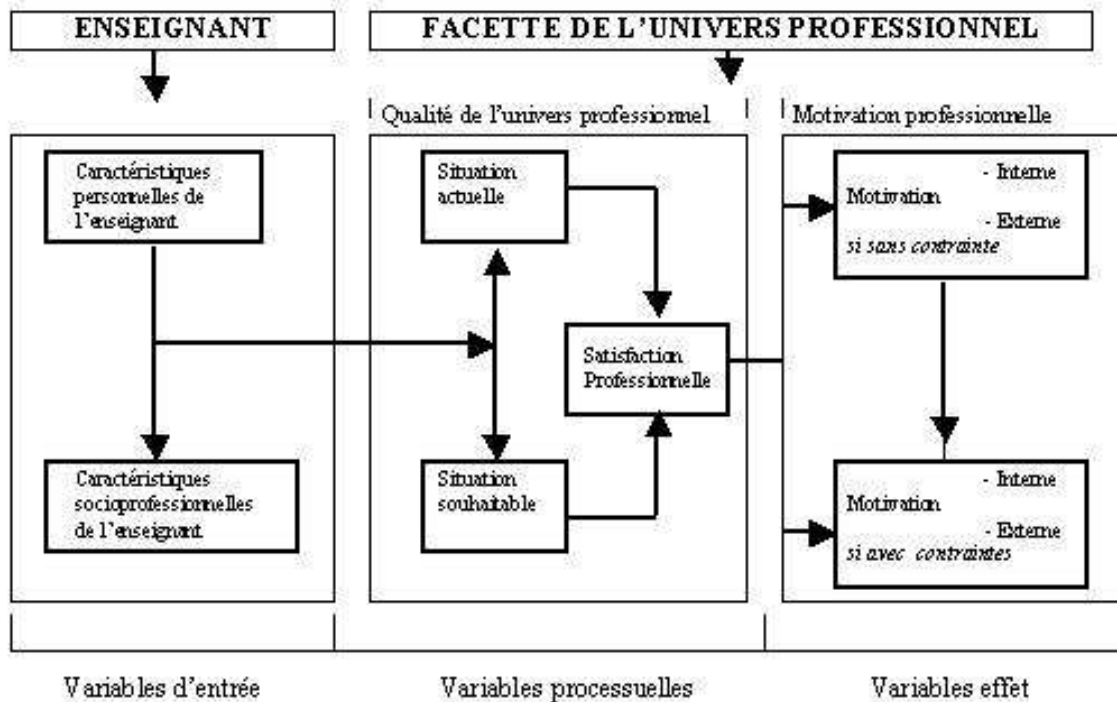 ENSEIGNANT
FACETTE DE L'UNIVERS PROFESSIONNEL
Qualité de l'univers professionnel
Motivation professionnelle
Caractéristiques
personnelles de
l'enseignant
Caractéristiques
socioprofessionnelles
de l'enseignant
Situation
actuelle
Satisfaction
Professionnelle
Situation
souhaitable
- Interne
Motivation
- Externe
si sans contrainte
- Interne
Motivation
- Externe
si avec contraintes
Variables d'entrée
Variables processuelles
Variables effet